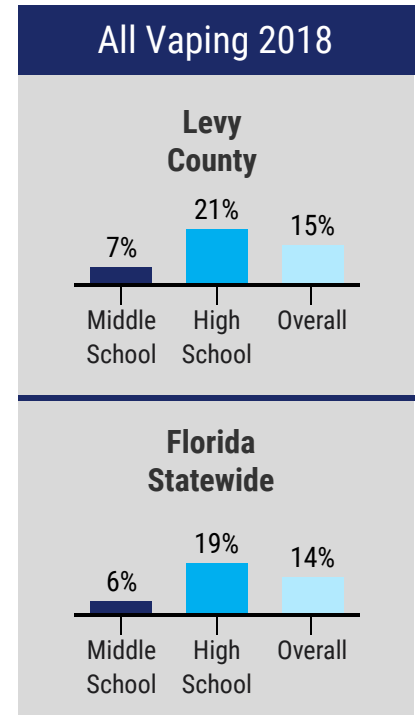 All Vaping 2018
Levy
County
7%
21%
15%
Middle
School
High
School
Overall
Florida
Statewide
6%
19%
14%
Middle
School
High
School
Overall